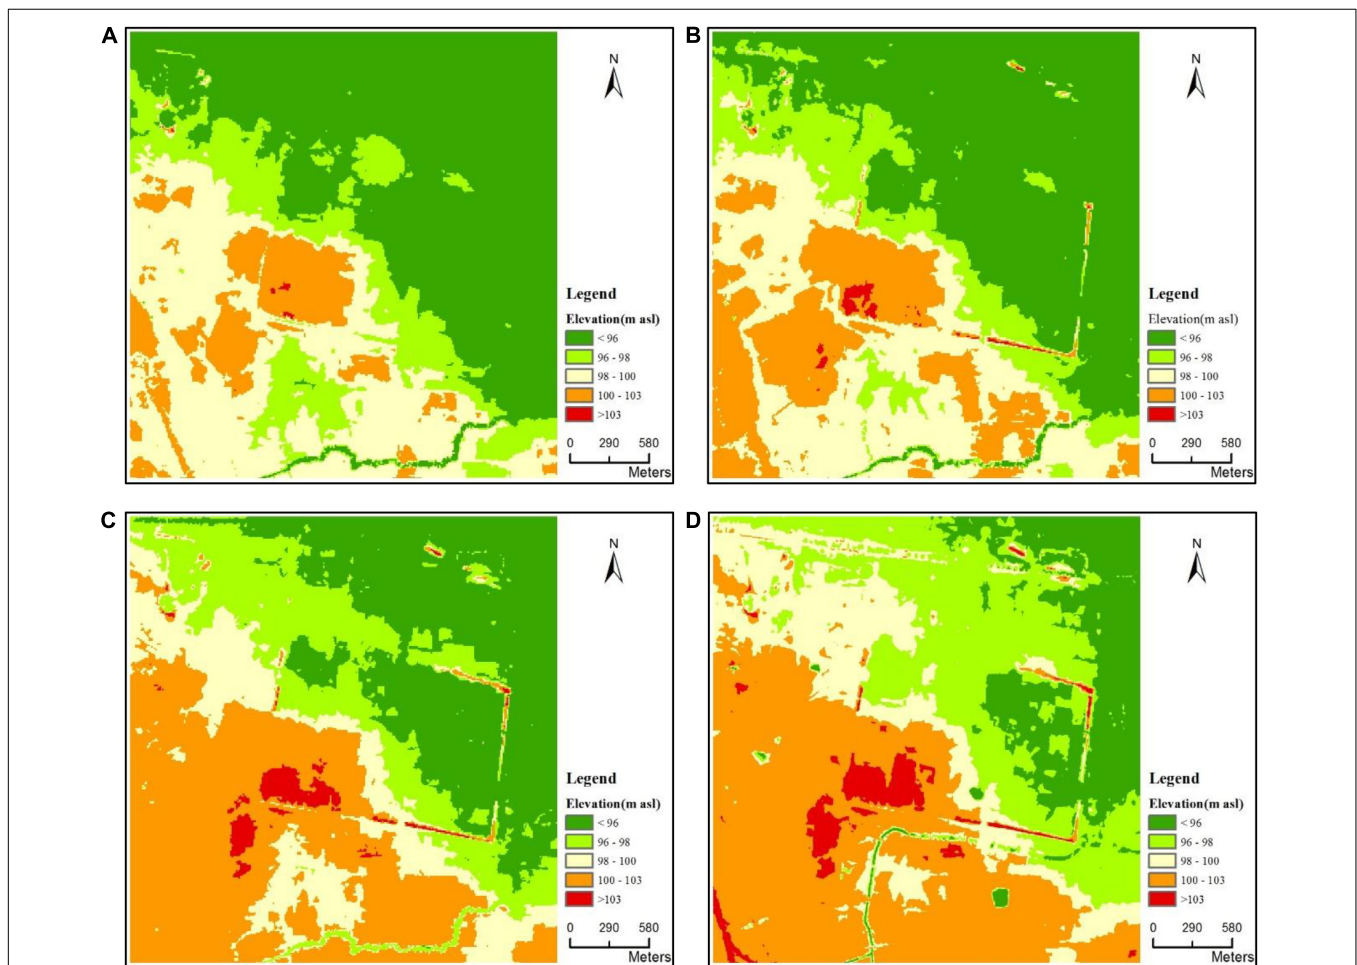 A
N
Legend
Elevation(m asl)
< 96
96 - 98
98 - 100
100 - 103
>103
0 290 580
Meters
B
N
Legend
Elevation(m asl)
< 96
96 - 98
98 - 100
100 - 103
>103
0 290 580
Meters
C
N
Legend
Elevation(m asl)
< 96
96 - 98
98 - 100
100 - 103
>103
0 290 580
Meters
D
N
Legend
Elevation(m asl)
< 96
96 - 98
98 - 100
100 - 103
>103
0 290 580
Meters